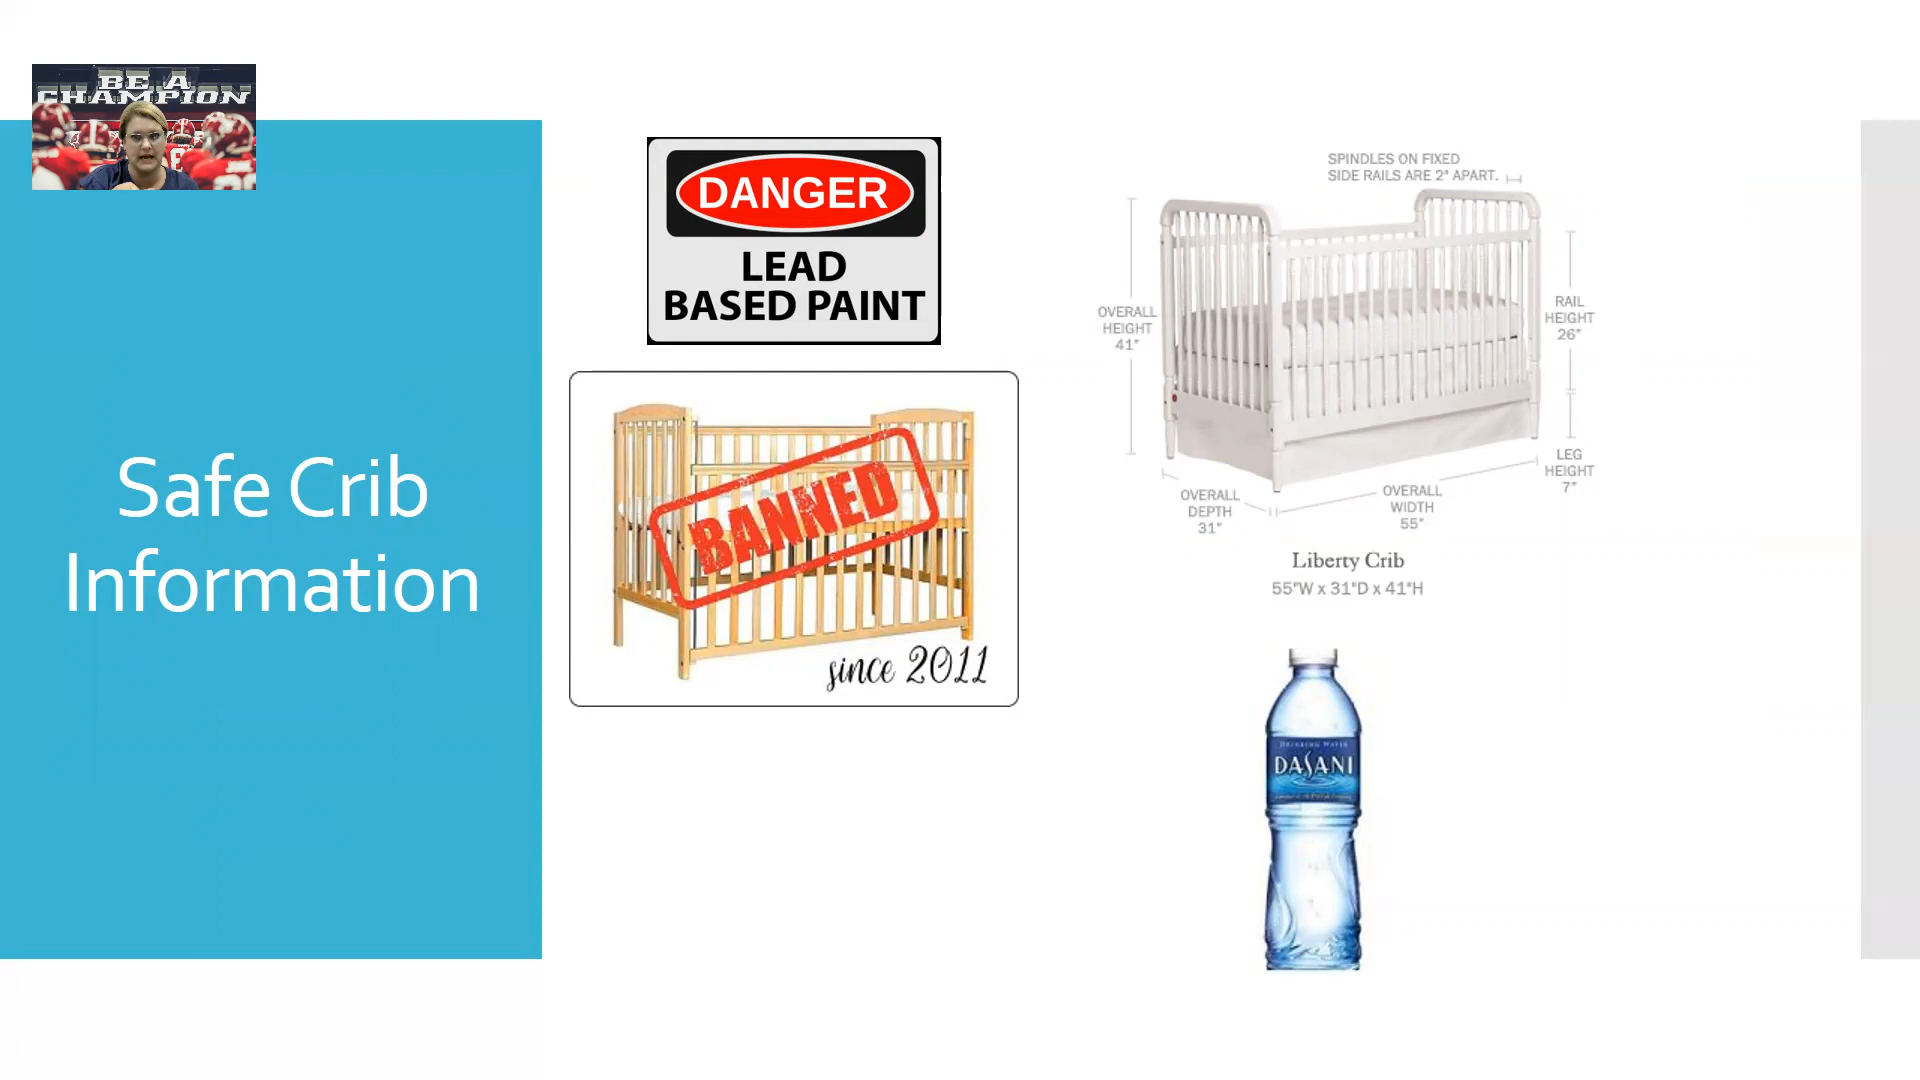 BE A
CHAMPION
Safe Crib
Information
DANGER
LEAD
BASED PAINT
BANNED
since 2011
SPINDLES ON FIXED
SIDE RAILS ARE 2" APART.
OVERALL
HEIGHT
41"
RAIL
HEIGHT
26"
LEG
HEIGHT
7"
OVERALL
DEPTH
31"
OVERALL
WIDTH
55"
Liberty Crib
55"W x 31"D x 41"H
DRINKING WATER
DASANI